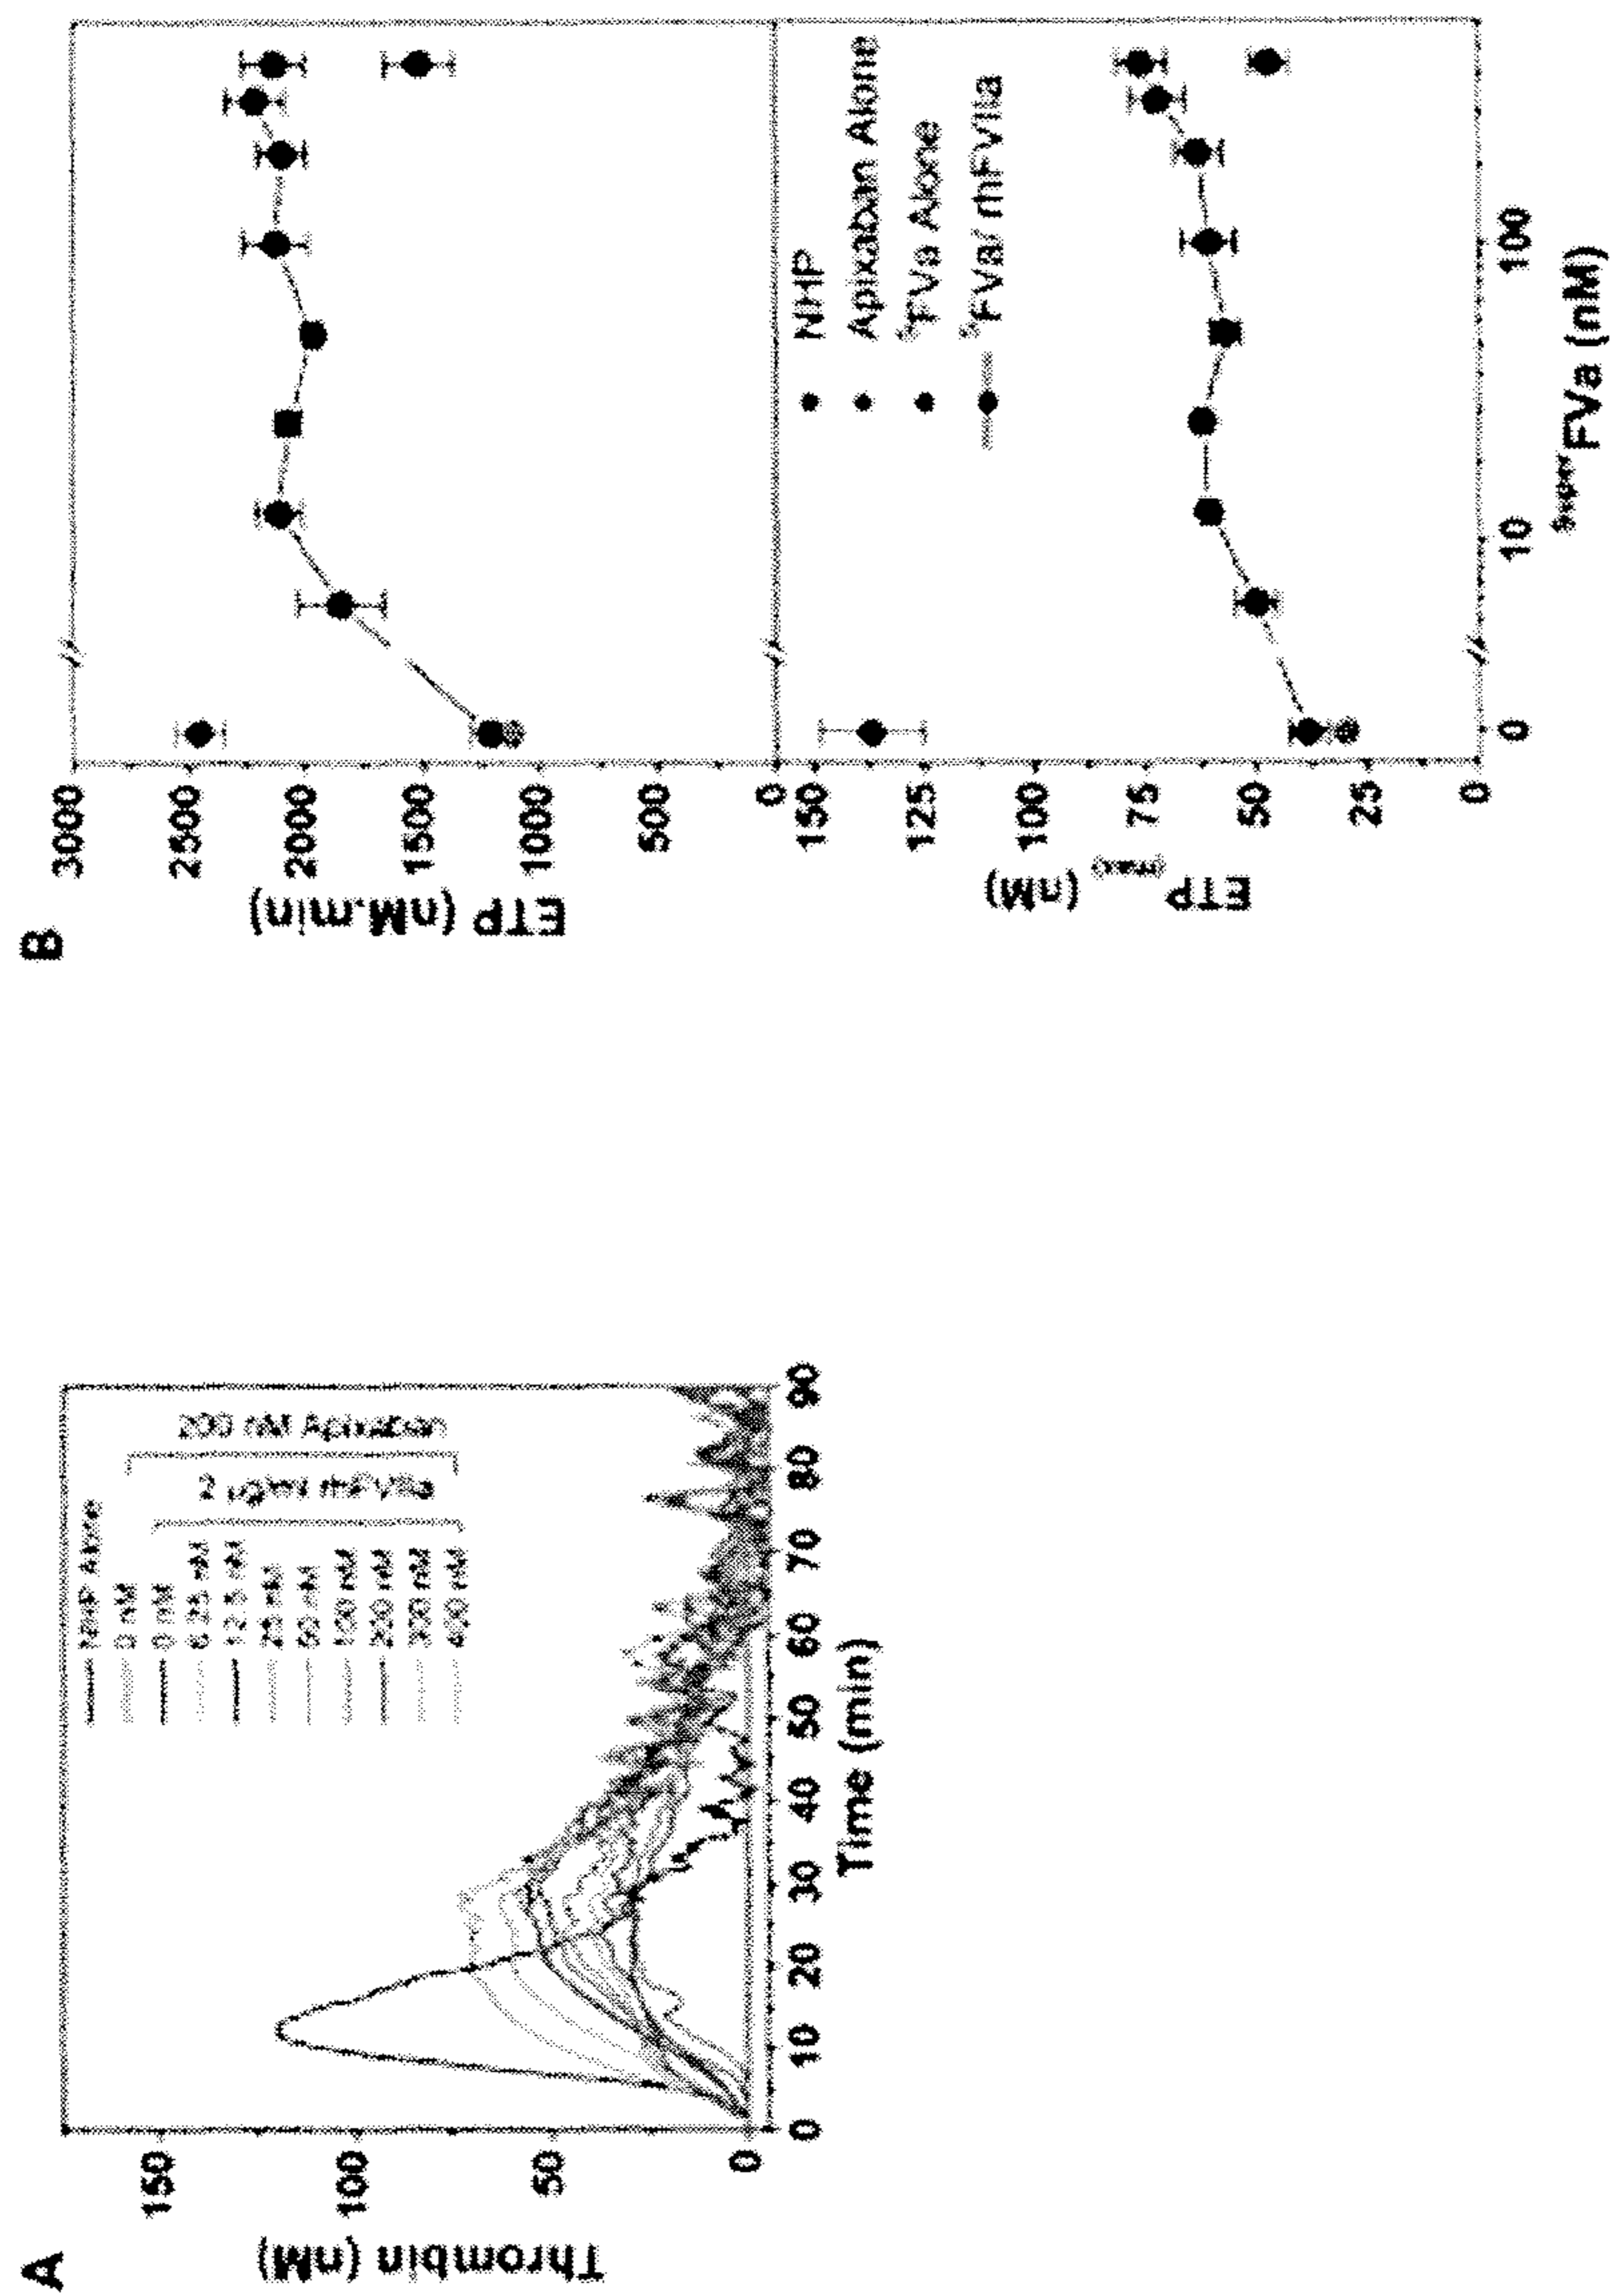 A
Thrombin (nM)
150
100
50
0
0 10 20 30 40 50 60 70 80 90
Time (min)
NHP Alone
0 nM
0 nM
6.25 nM
12.5 nM
25 nM
50 nM
100 nM
200 nM
300 nM
400 nM
2 µg/ml rhFVIIa
200 nM Apixaban
B
ETP (nM.min)
3000
2500
2000
1500
1000
500
0
ETP(max) (nM)
150
125
100
75
50
25
0
NHP
Apixaban Alone
SFVa Alone
SFVa/ rhFVIIa
0 10 100
SuperFVa (nM)